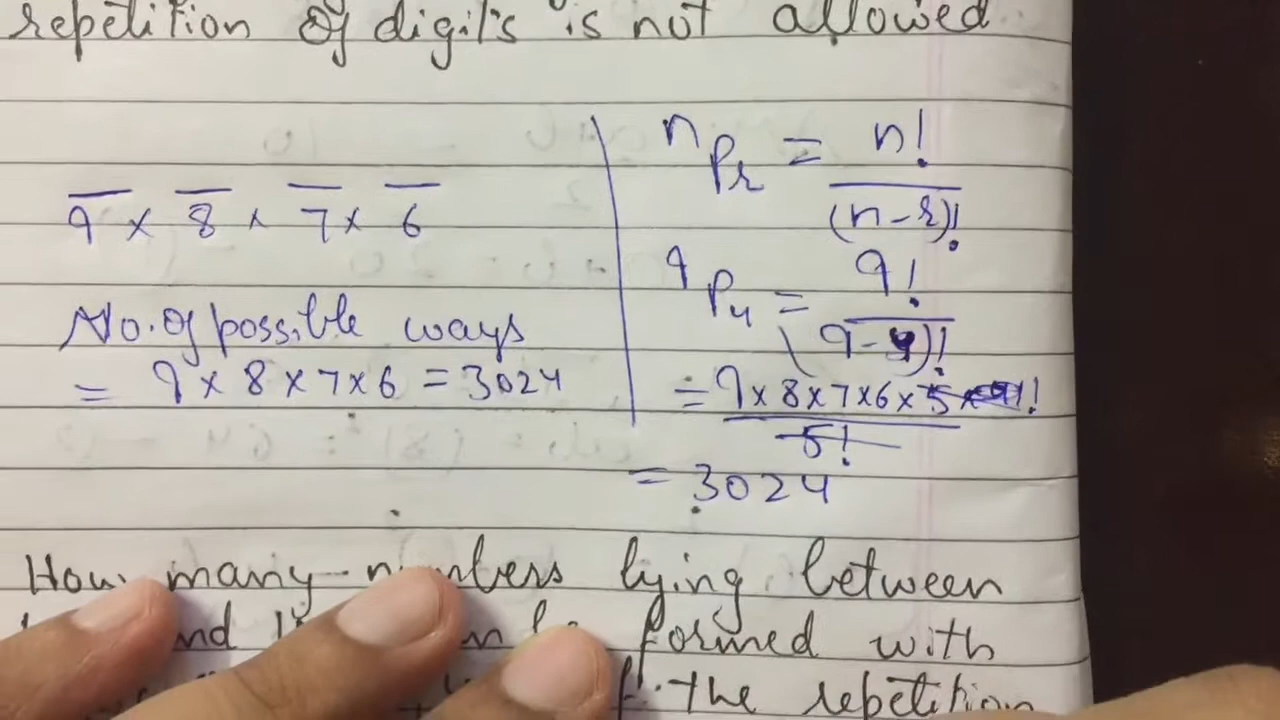 repetition of digits is not allowed
9 × 8 × 7 × 6
No. of possible ways
= 9 × 8 × 7 × 6 = 3024
nPr = n!
(n-r)!
9P4 = 9!
(9-4)!
= 9 × 8 × 7 × 6 × 5!
5!
= 3024
How many numbers lying between
formed with
the repetition